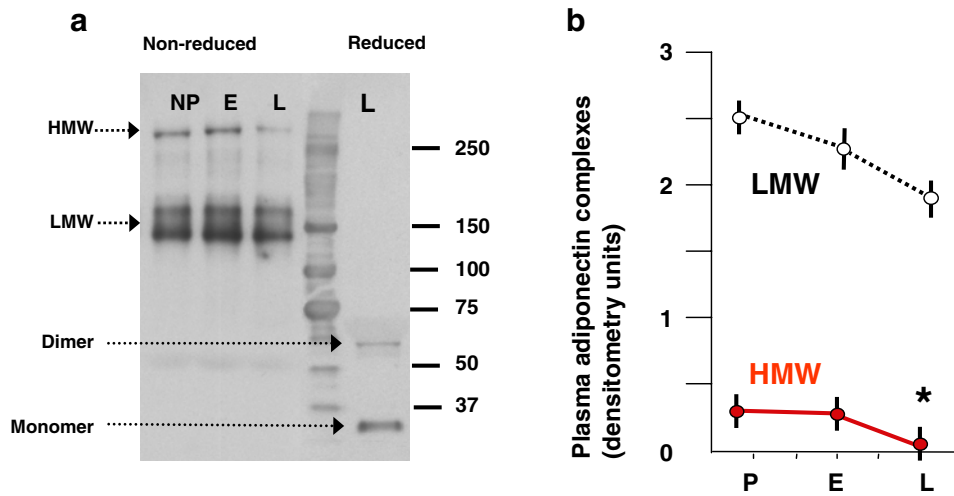 a
Non-reduced
Reduced
NP E L
L
HMW
LMW
Dimer
Monomer
250
150
100
75
50
37
b
Plasma adiponectin complexes
(densitometry units)
3
2
1
0
LMW
HMW
*
P E L